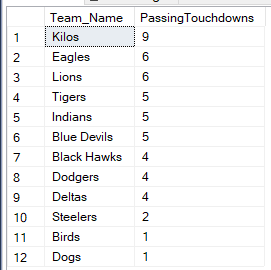 Team_Name PassingTouchdowns
1 Kilos 9
2 Eagles 6
3 Lions 6
4 Tigers 5
5 Indians 5
6 Blue Devils 5
7 Black Hawks 4
8 Dodgers 4
9 Deltas 4
10 Steelers 2
11 Birds 1
12 Dogs 1